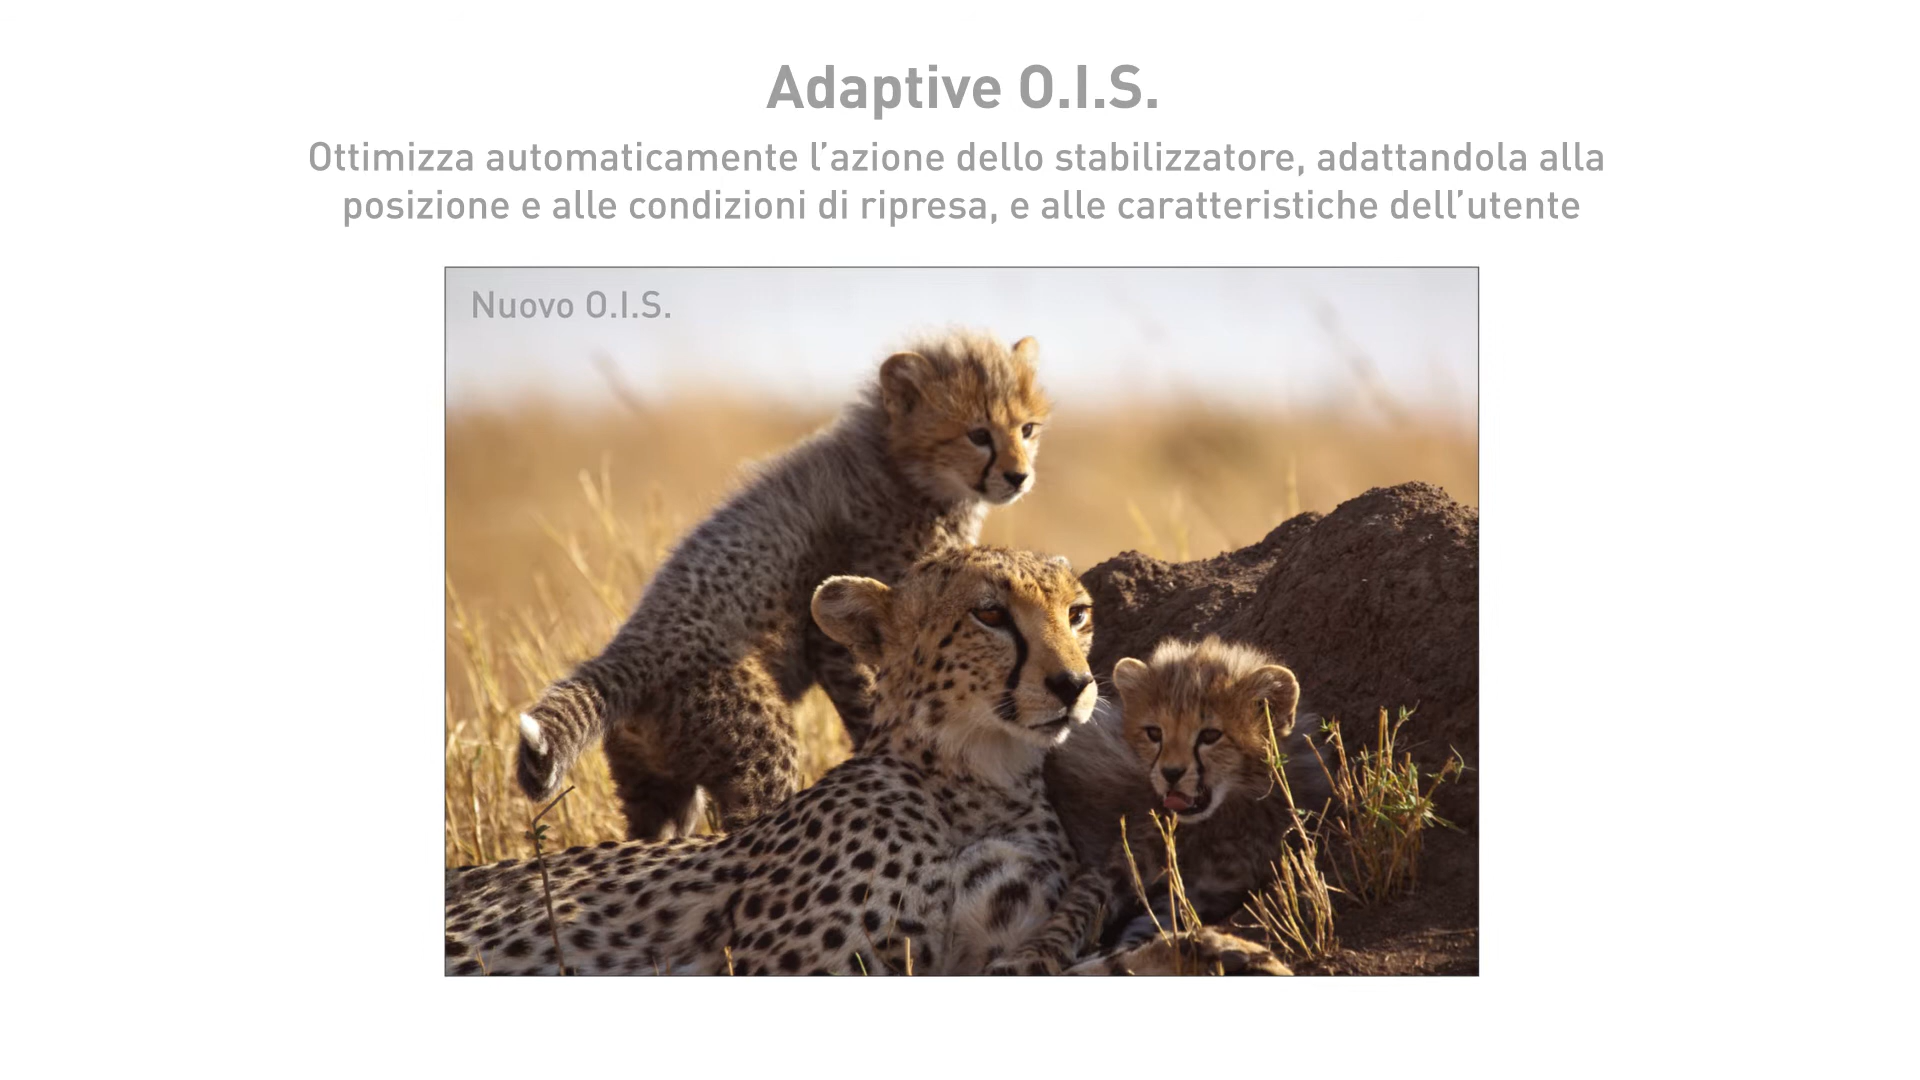 Adaptive O.I.S.
Ottimizza automaticamente l’azione dello stabilizzatore, adattandola alla
posizione e alle condizioni di ripresa, e alle caratteristiche dell’utente
Nuovo O.I.S.